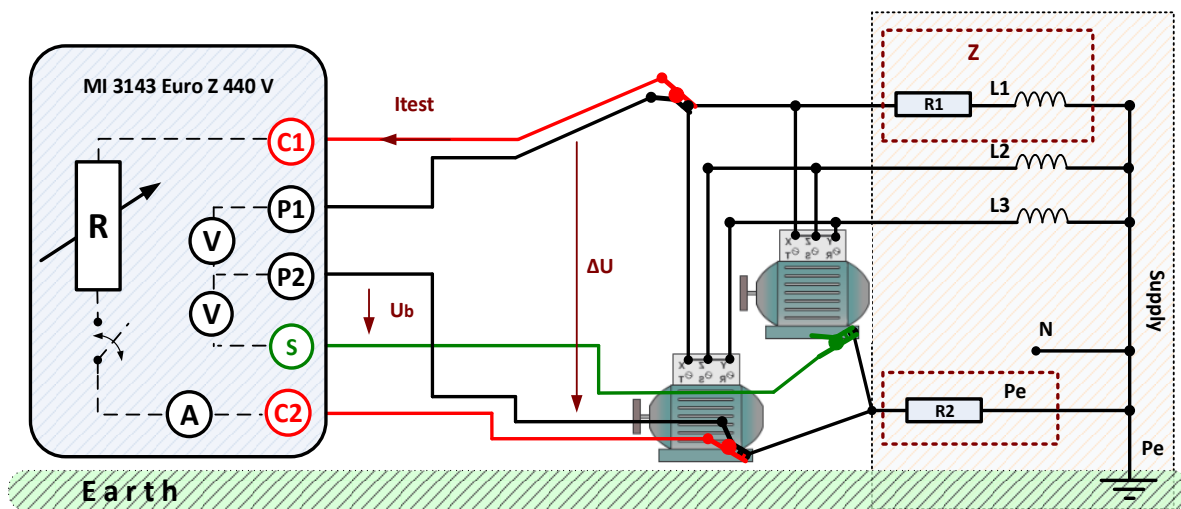 MI 3143 Euro Z 440 V
C1
P1
P2
S
C2
R
V
V
A
Itest
ΔU
Ub
Z
R1
L1
L2
L3
X Z Y
T S R
X Z Y
T S R
N
Supply
Pe
R2
Pe
Earth